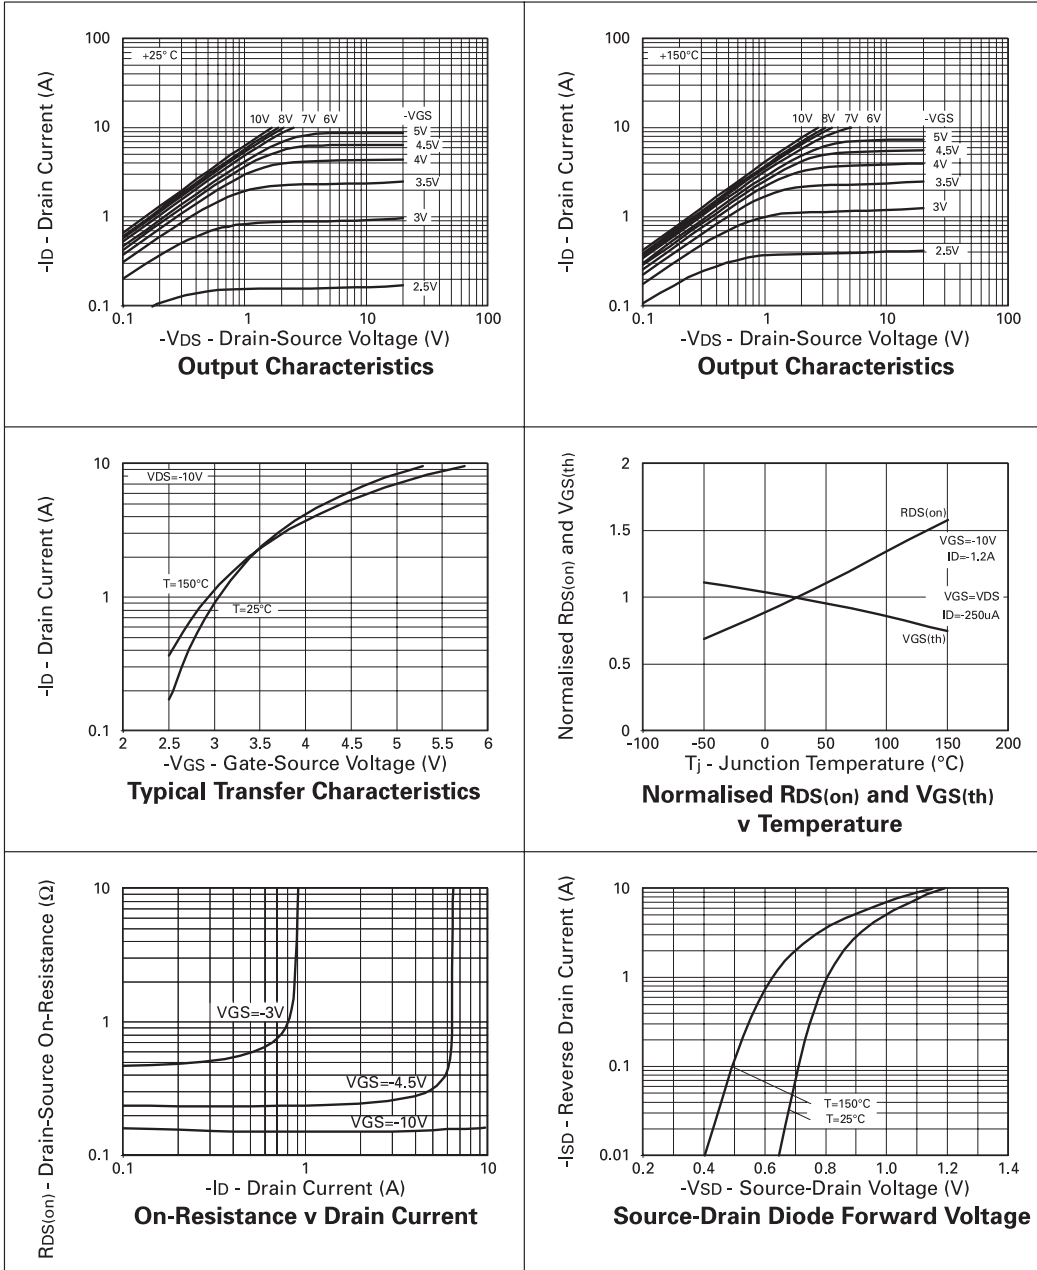 100
+25° C
10V 8V 7V 6V
-VGS
5V
4.5V
4V
3.5V
3V
2.5V
10
1
0.1
0.1 1 10 100
-ID - Drain Current (A)
-VDS - Drain-Source Voltage (V)
Output Characteristics
100
+150°C
10V 8V 7V 6V
-VGS
5V
4.5V
4V
3.5V
3V
2.5V
10
1
0.1
0.1 1 10 100
-ID - Drain Current (A)
-VDS - Drain-Source Voltage (V)
Output Characteristics
10
VDS=-10V
T=150°C
T=25°C
1
0.1
2 2.5 3 3.5 4 4.5 5 5.5 6
-ID - Drain Current (A)
-VGS - Gate-Source Voltage (V)
Typical Transfer Characteristics
2
1.5
1
0.5
0
RDS(on)
VGS=-10V
ID=-1.2A
VGS=VDS
ID=-250uA
VGS(th)
-100 -50 0 50 100 150 200
Normalised RDS(on) and VGS(th)
Tj - Junction Temperature (°C)
Normalised RDS(on) and VGS(th)
v Temperature
10
1
0.1
VGS=-3V
VGS=-4.5V
VGS=-10V
0.1 1 10
RDS(on) - Drain-Source On-Resistance (Ω)
-ID - Drain Current (A)
On-Resistance v Drain Current
10
1
0.1
0.01
T=150°C
T=25°C
0.2 0.4 0.6 0.8 1.0 1.2 1.4
-ISD - Reverse Drain Current (A)
-VSD - Source-Drain Voltage (V)
Source-Drain Diode Forward Voltage